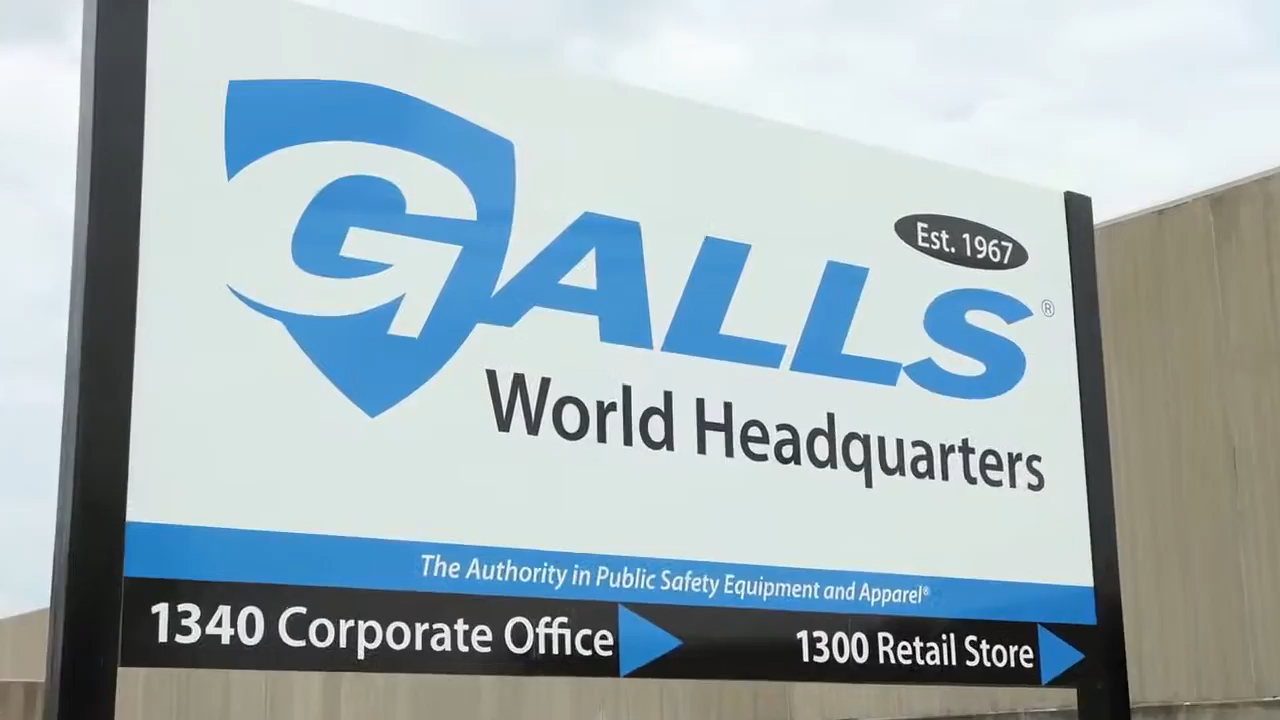 Est. 1967
GALLS®
World Headquarters
The Authority in Public Safety Equipment and Apparel®
1340 Corporate Office
1300 Retail Store